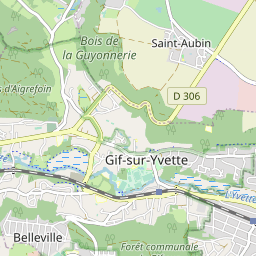 Bois de
la Guyonnerie
Saint-Aubin
s d'Aigrefoin
D 306
Gif-sur-Yvette
L'Yvette
Belleville
Forêt communale